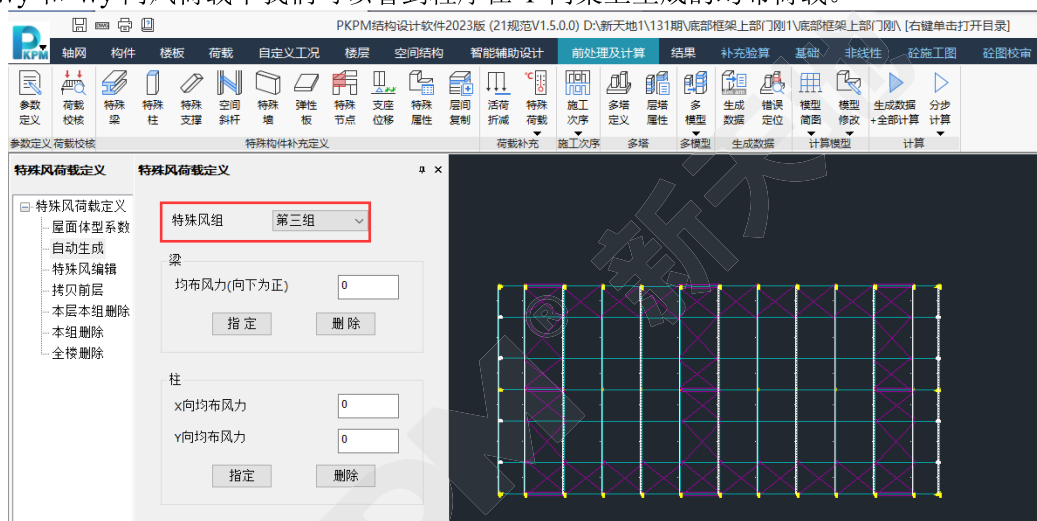 PKPM结构设计软件2023版 (21规范V1.5.0.0) D:\新天地1\131期\底部框架上部门刚1\底部框架上部门刚\ [右键单击打开目录]
PKPM
轴网 构件 楼板 荷载 自定义工况 楼层 空间结构 智能辅助设计 前处理及计算 结果 补充验算 基础 非线性 砼施工图 砼图校审
参数定义 荷载校核 特殊梁 特殊柱 特殊支撑 空间斜杆 特殊墙 弹性板 特殊节点 支座位移 特殊属性 层间复制 活荷折减 特殊荷载 施工次序 多塔定义 层塔属性 多模型 生成数据 错误定位 模型简图 模型修改 生成数据+全部计算 分步计算
参数定义 荷载校核 特殊构件补充定义 荷载补充 施工次序 多塔 多模型 生成数据 计算模型 计算
特殊风荷载定义
特殊风荷载定义
屋面体型系数
自动生成
特殊风编辑
拷贝前层
本层本组删除
本组删除
全楼删除
特殊风荷载定义
特殊风组 第三组
梁
均布风力(向下为正) 0
指定 删除
柱
X向均布风力 0
Y向均布风力 0
指定 删除